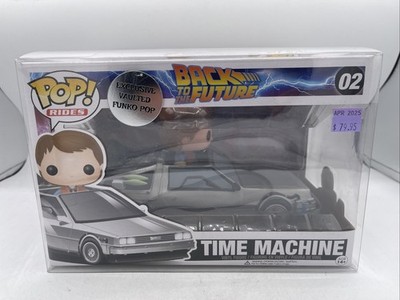 POP!
RIDES
EXCLUSIVE
VAULTED
FUNKO POP
BACK
TO THE
FUTURE
02
APR 2025
$ 79.95
TIME MACHINE